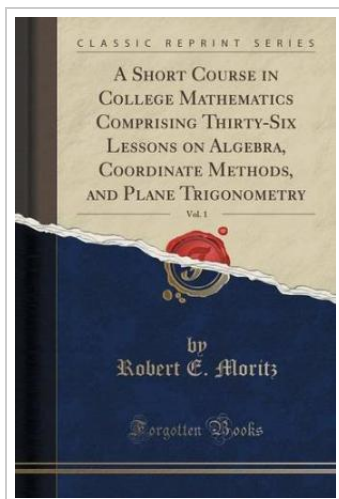 CLASSIC REPRINT SERIES
A Short Course in
College Mathematics
Comprising Thirty-Six
Lessons on Algebra,
Coordinate Methods,
and Plane Trigonometry
Vol. 1
by
Robert E. Moritz
Forgotten Books